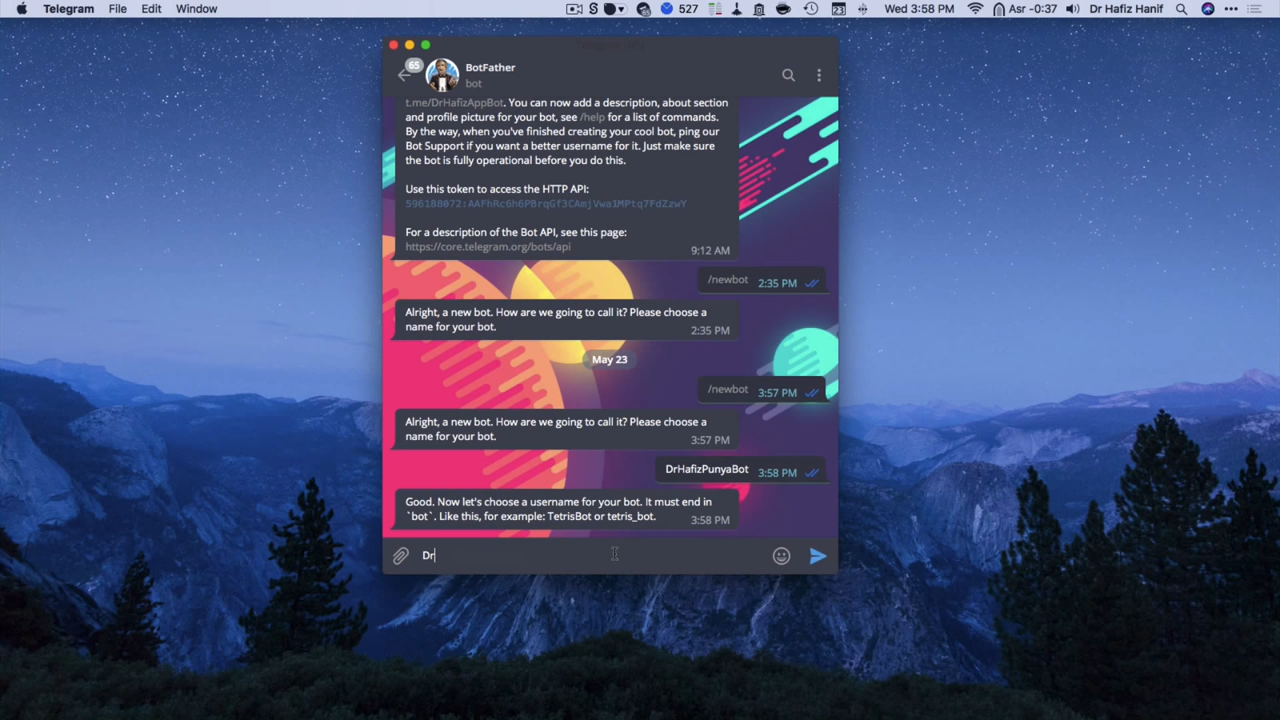 Telegram File Edit Window
527
23
Wed 3:58 PM
Asr -0:37
Dr Hafiz Hanif
65
BotFather
bot
t.me/DrHafizAppBot. You can now add a description, about section
and profile picture for your bot, see /help for a list of commands.
By the way, when you've finished creating your cool bot, ping our
Bot Support if you want a better username for it. Just make sure
the bot is fully operational before you do this.
Use this token to access the HTTP API:
596188072:AAFhRc6h6PBrqGf3CAmjVwa1MPtq7FdZzwY
For a description of the Bot API, see this page:
https://core.telegram.org/bots/api
9:12 AM
/newbot 2:35 PM
Alright, a new bot. How are we going to call it? Please choose a
name for your bot.
2:35 PM
May 23
/newbot 3:57 PM
Alright, a new bot. How are we going to call it? Please choose a
name for your bot.
3:57 PM
DrHafizPunyaBot 3:58 PM
Good. Now let's choose a username for your bot. It must end in
`bot`. Like this, for example: TetrisBot or tetris_bot.
3:58 PM
Dr